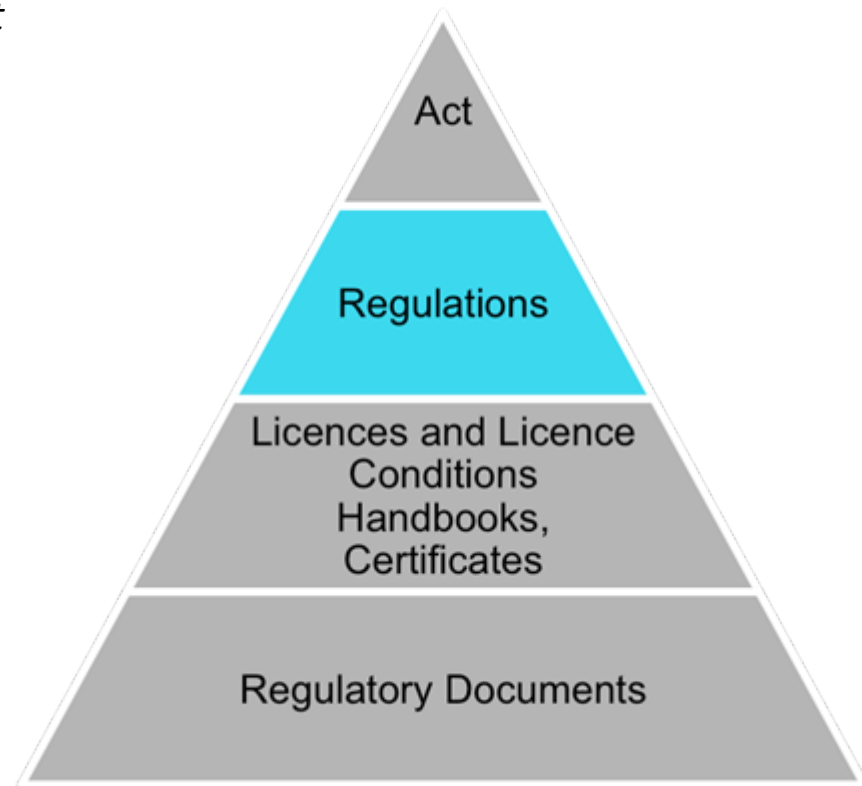 Act
Regulations
Licences and Licence
Conditions
Handbooks,
Certificates
Regulatory Documents